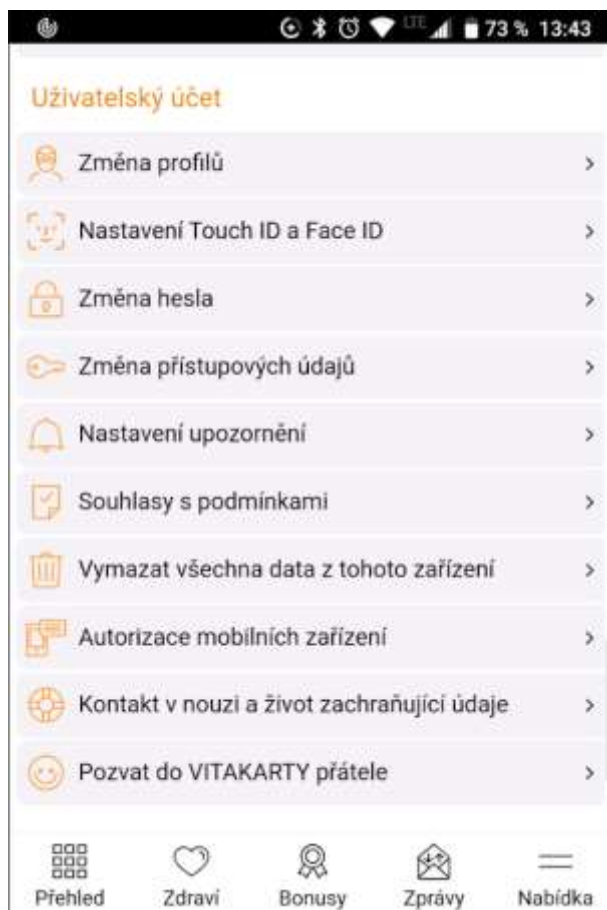 LTE 73 % 13:43
Uživatelský účet
Změna profilů
Nastavení Touch ID a Face ID
Změna hesla
Změna přístupových údajů
Nastavení upozornění
Souhlasy s podmínkami
Vymazat všechna data z tohoto zařízení
Autorizace mobilních zařízení
Kontakt v nouzi a život zachraňující údaje
Pozvat do VITAKARTY přátele
Přehled Zdraví Bonusy Zprávy Nabídka